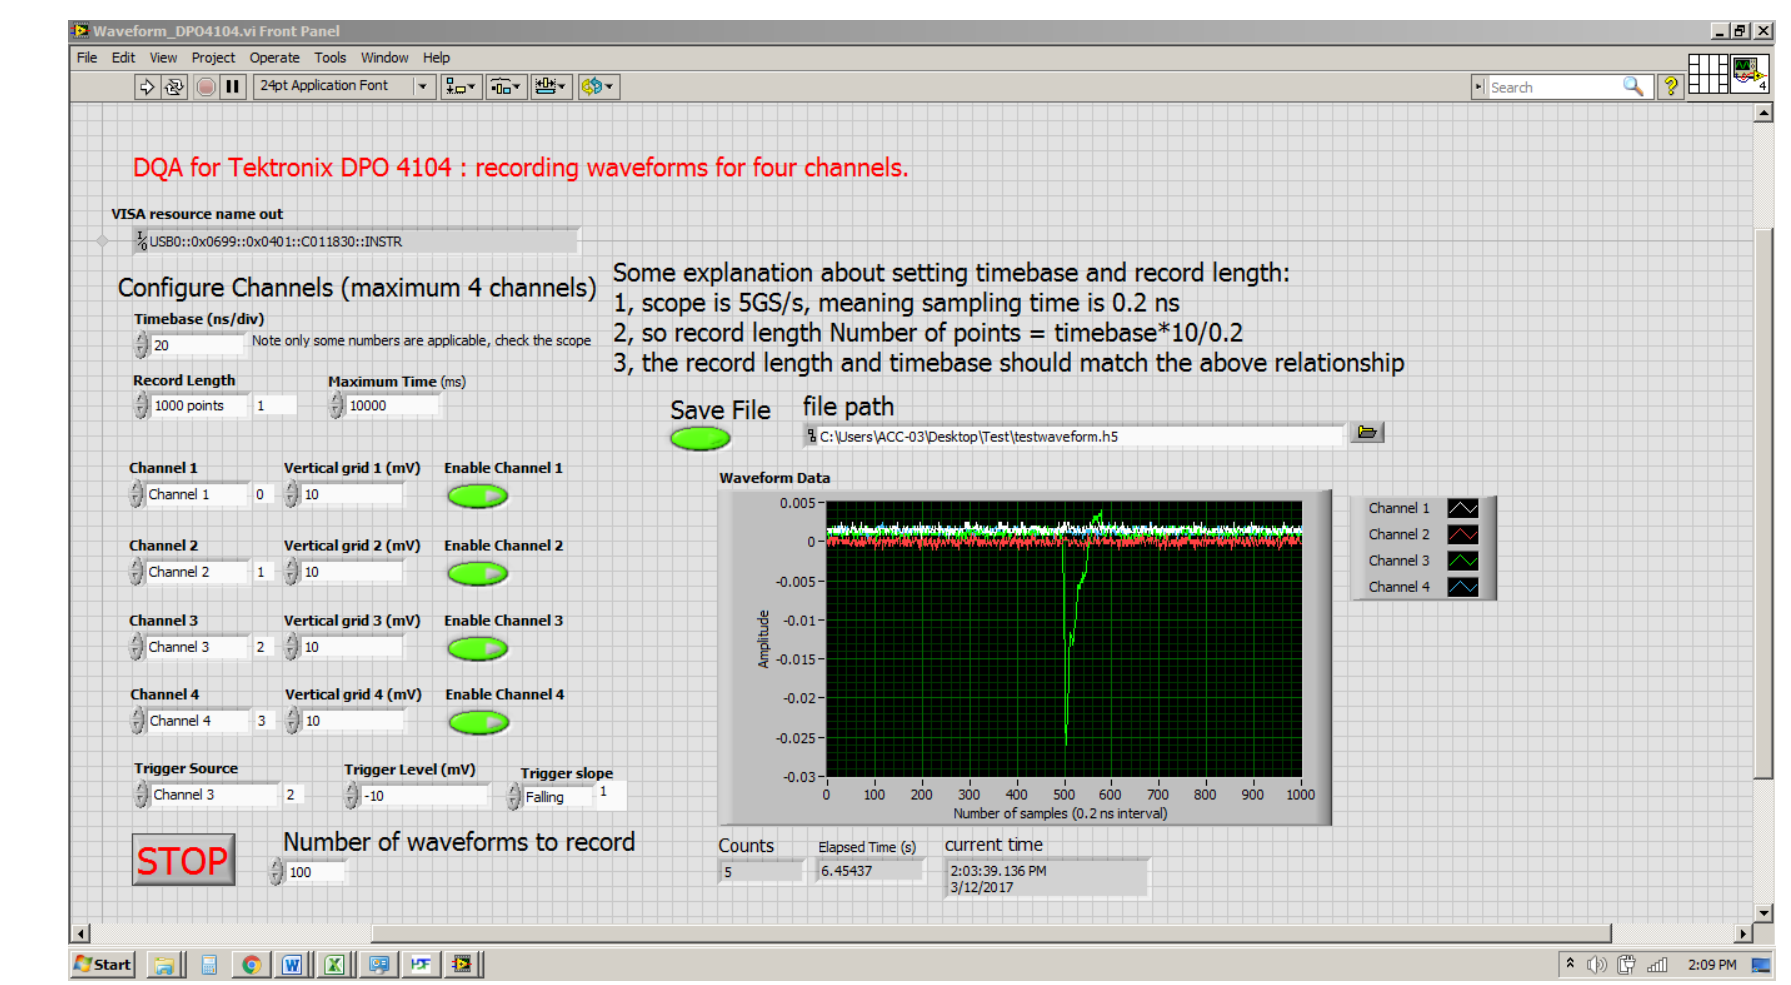 Waveform_DPO4104.vi Front Panel
File Edit View Project Operate Tools Window Help
24pt Application Font
Search
4
DQA for Tektronix DPO 4104 : recording waveforms for four channels.
VISA resource name out
USB0::0x0699::0x0401::C011830::INSTR
Configure Channels (maximum 4 channels)
Timebase (ns/div)
20
Note only some numbers are applicable, check the scope
Some explanation about setting timebase and record length:
1, scope is 5GS/s, meaning sampling time is 0.2 ns
2, so record length Number of points = timebase*10/0.2
3, the record length and timebase should match the above relationship
Record Length
1000 points 1
Maximum Time (ms)
10000
Save File
file path
C:\Users\ACC-03\Desktop\Test\testwaveform.h5
Channel 1 Vertical grid 1 (mV) Enable Channel 1
Channel 1 0 10
Channel 2 Vertical grid 2 (mV) Enable Channel 2
Channel 2 1 10
Channel 3 Vertical grid 3 (mV) Enable Channel 3
Channel 3 2 10
Channel 4 Vertical grid 4 (mV) Enable Channel 4
Channel 4 3 10
Trigger Source Trigger Level (mV) Trigger slope
Channel 3 2 -10 Falling 1
STOP
Number of waveforms to record
100
Waveform Data
0.005
0
-0.005
-0.01
-0.015
-0.02
-0.025
-0.03
Amplitude
0 100 200 300 400 500 600 700 800 900 1000
Number of samples (0.2 ns interval)
Channel 1
Channel 2
Channel 3
Channel 4
Counts Elapsed Time (s) current time
5 6.45437 2:03:39.136 PM
3/12/2017
Start
2:09 PM